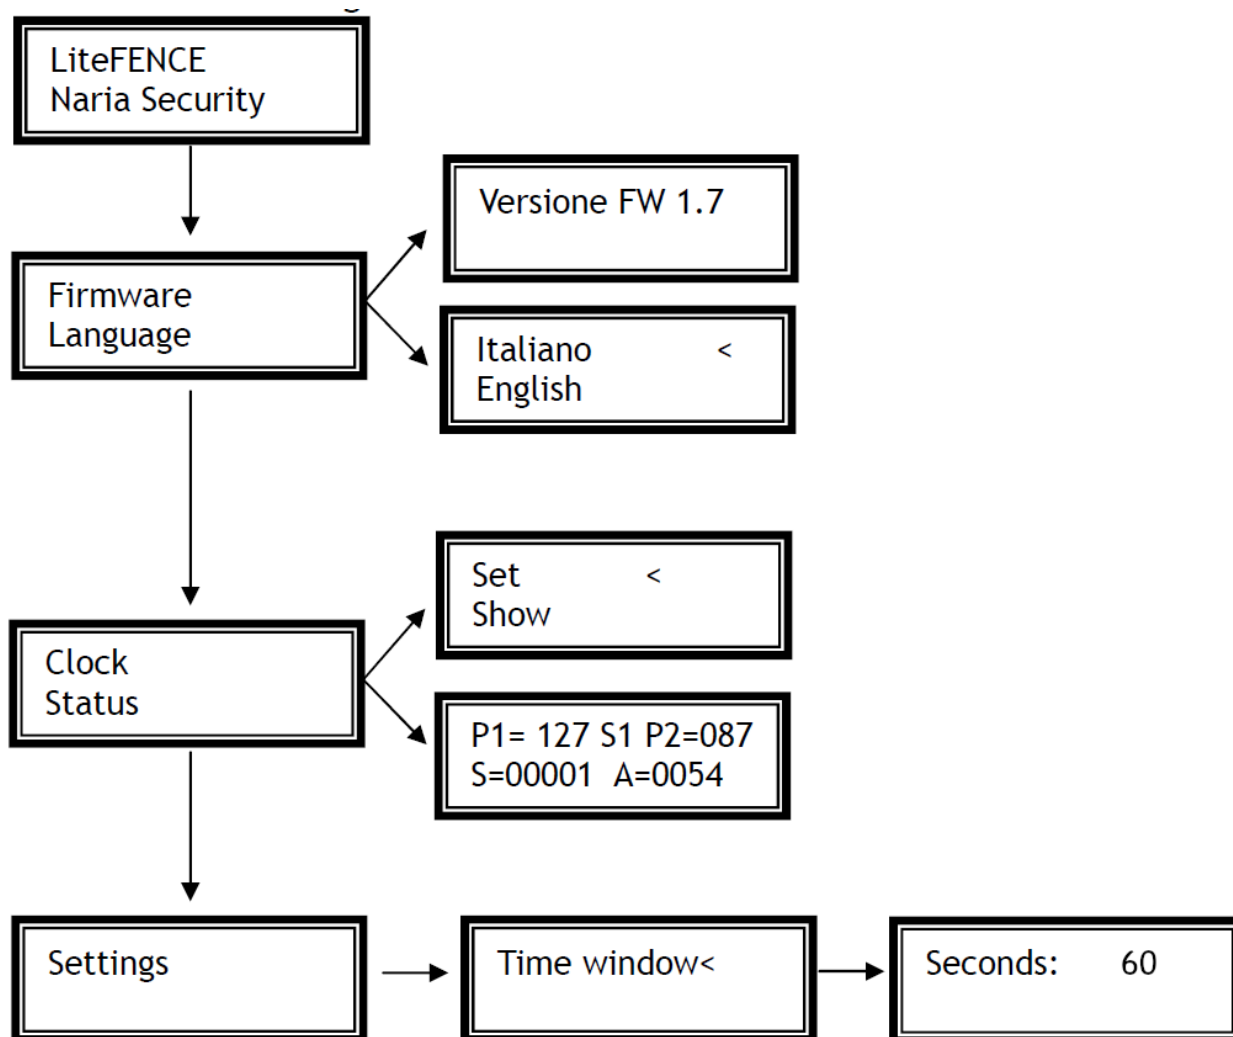 LiteFENCE
Naria Security
Versione FW 1.7
Firmware
Language
Italiano <
English
Set <
Show
Clock
Status
P1= 127 S1 P2=087
S=00001 A=0054
Settings
Time window<
Seconds: 60